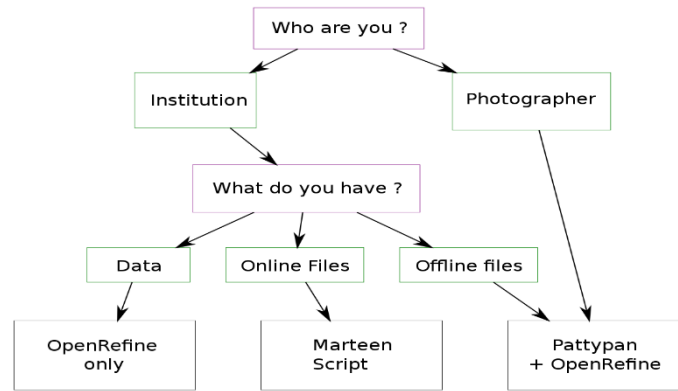 Who are you ?
Institution
Photographer
What do you have ?
Data
Online Files
Offline files
OpenRefine
only
Marteen
Script
Pattypan
+ OpenRefine